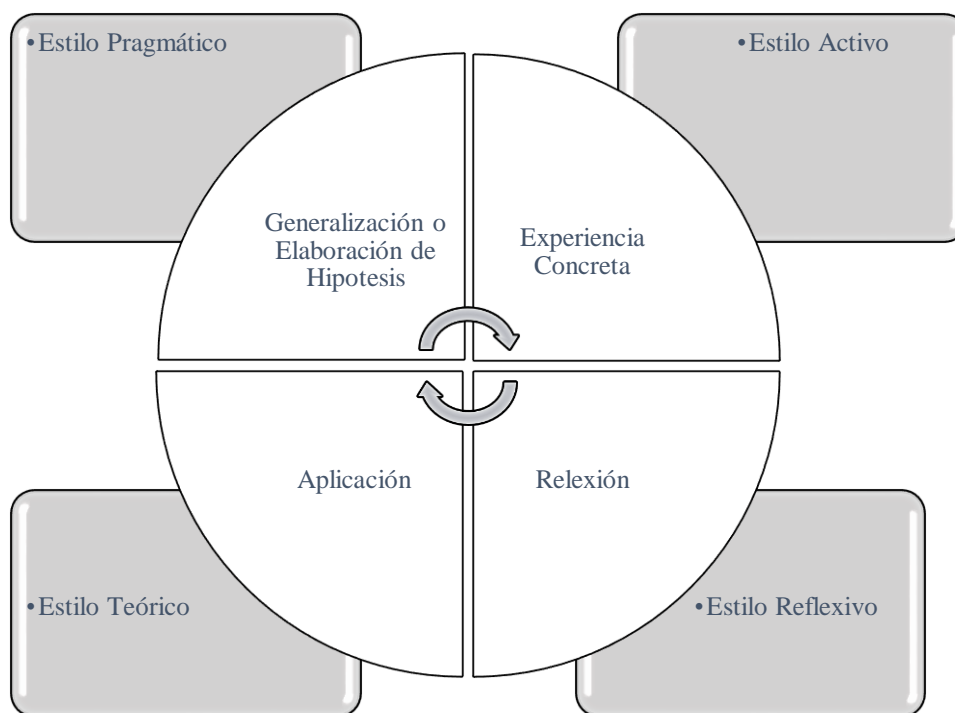 •Estilo Pragmático
•Estilo Activo
Generalización o
Elaboración de
Hipotesis
Experiencia
Concreta
Aplicación
Relexión
•Estilo Teórico
•Estilo Reflexivo